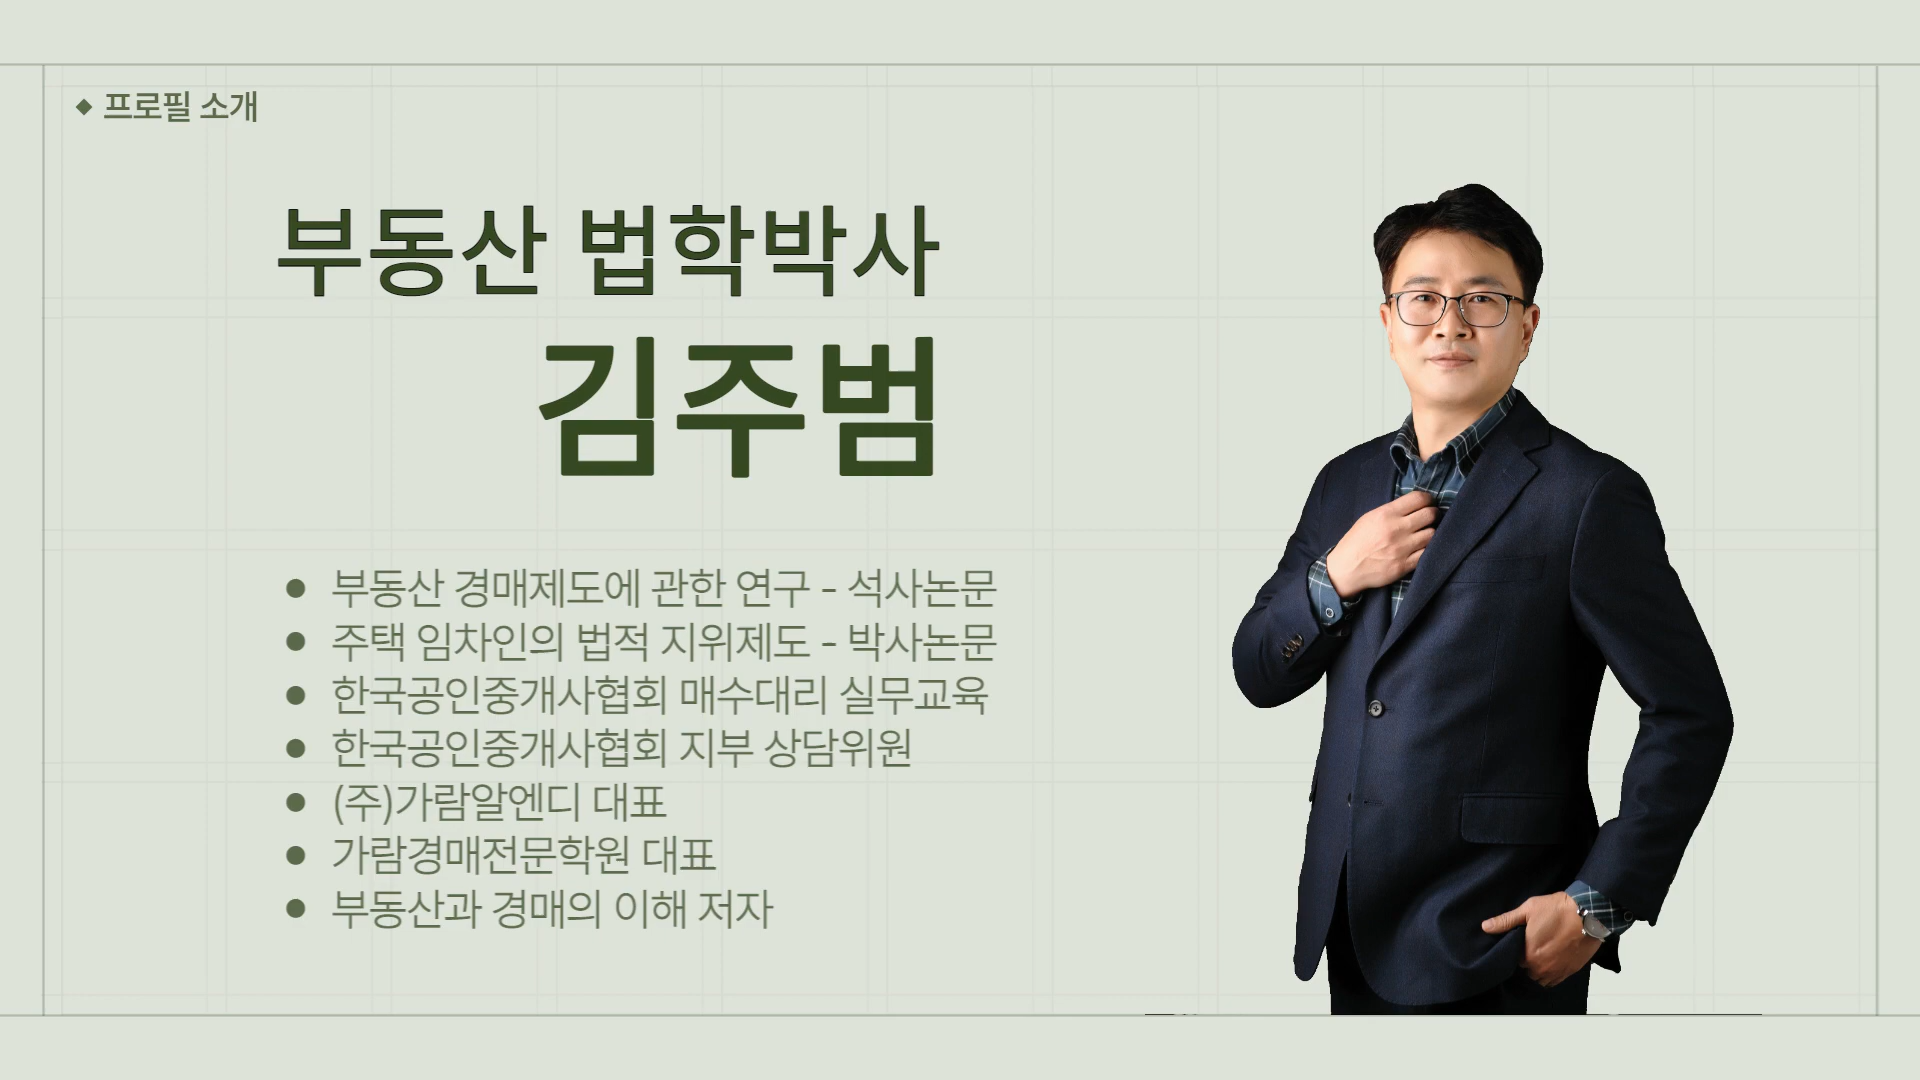 ◆ 프로필 소개
부동산 법학박사
김주범
● 부동산 경매제도에 관한 연구 - 석사논문
● 주택 임차인의 법적 지위제도 - 박사논문
● 한국공인중개사협회 매수대리 실무교육
● 한국공인중개사협회 지부 상담위원
● (주)가람알엔디 대표
● 가람경매전문학원 대표
● 부동산과 경매의 이해 저자